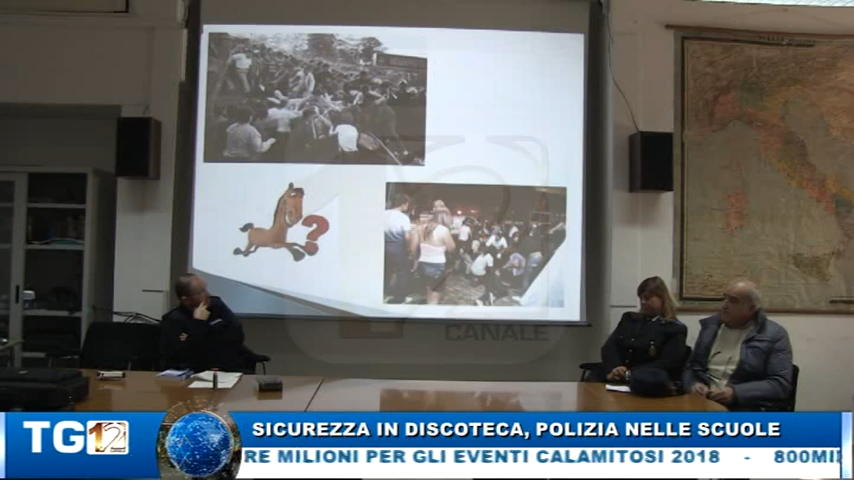 ?
CANALE
TG12
SICUREZZA IN DISCOTECA, POLIZIA NELLE SCUOLE
RE MILIONI PER GLI EVENTI CALAMITOSI 2018 - 800MI